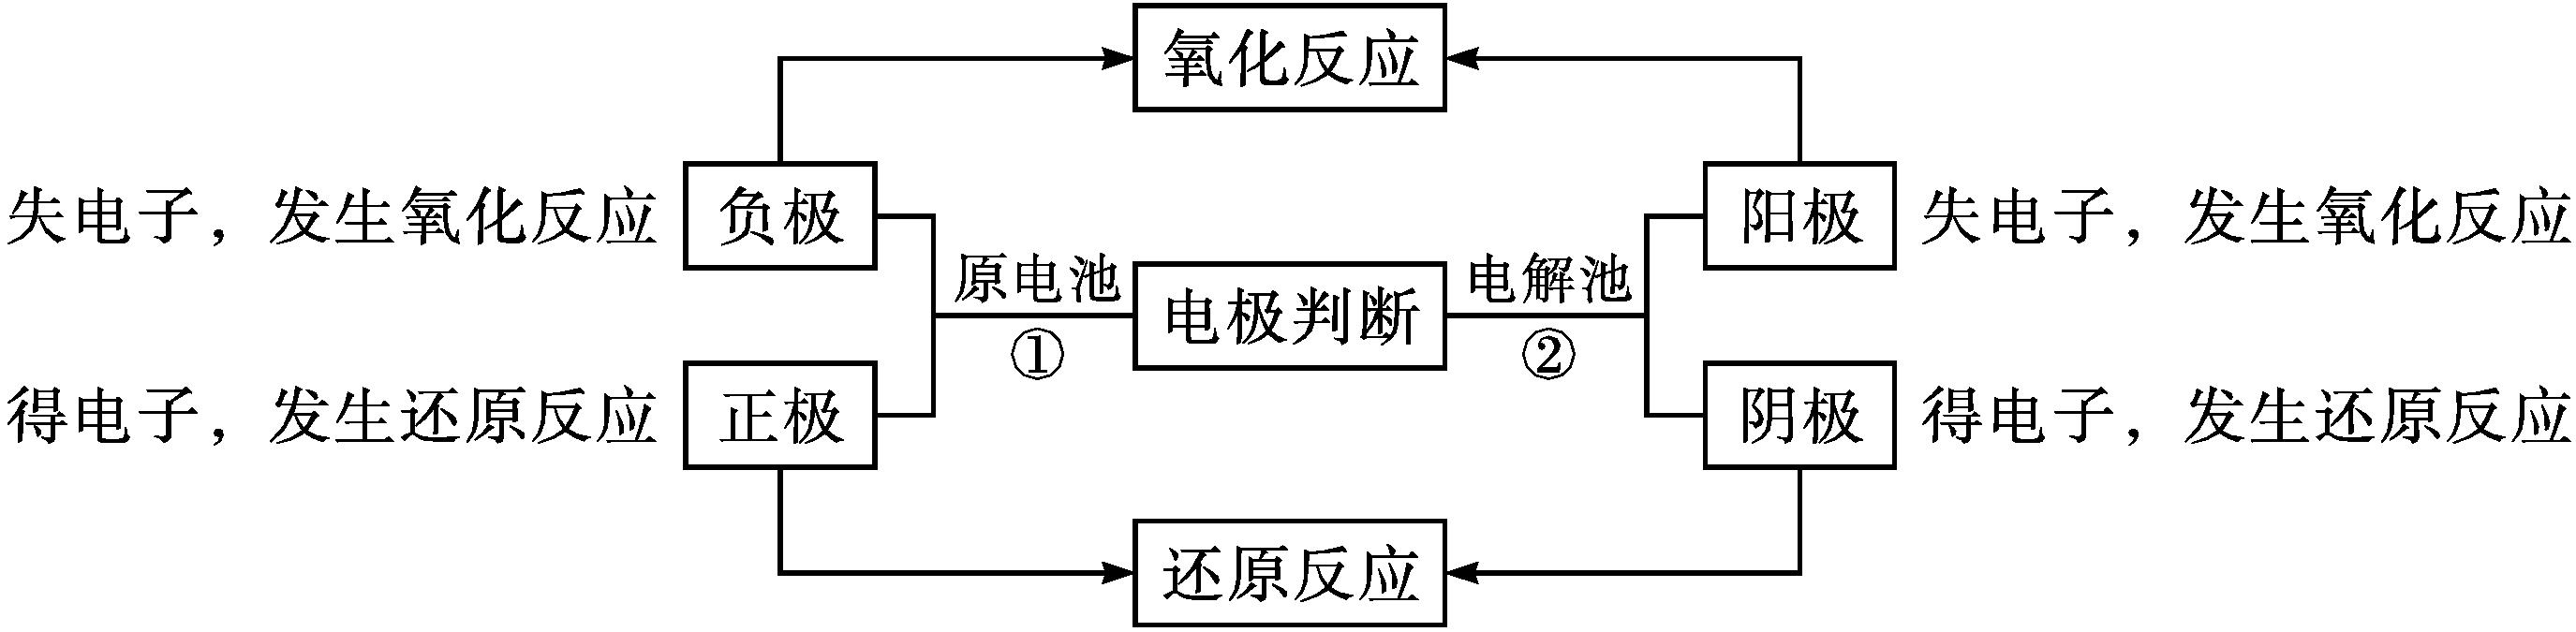 氧化反应
失电子，发生氧化反应 负极 阳极 失电子，发生氧化反应
原电池 电极判断 电解池
① ②
得电子，发生还原反应 正极 阴极 得电子，发生还原反应
还原反应